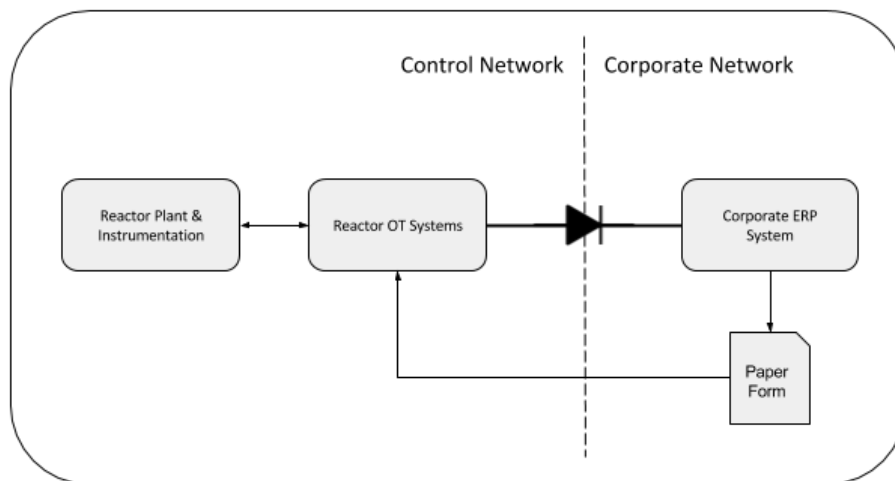 Control Network
Corporate Network
Reactor Plant &
Instrumentation
Reactor OT Systems
Corporate ERP
System
Paper
Form